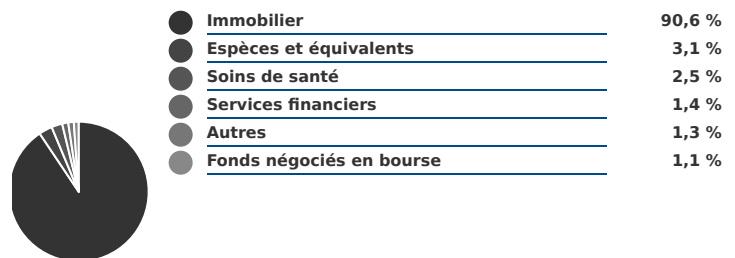 Immobilier 90,6 %
Espèces et équivalents 3,1 %
Soins de santé 2,5 %
Services financiers 1,4 %
Autres 1,3 %
Fonds négociés en bourse 1,1 %